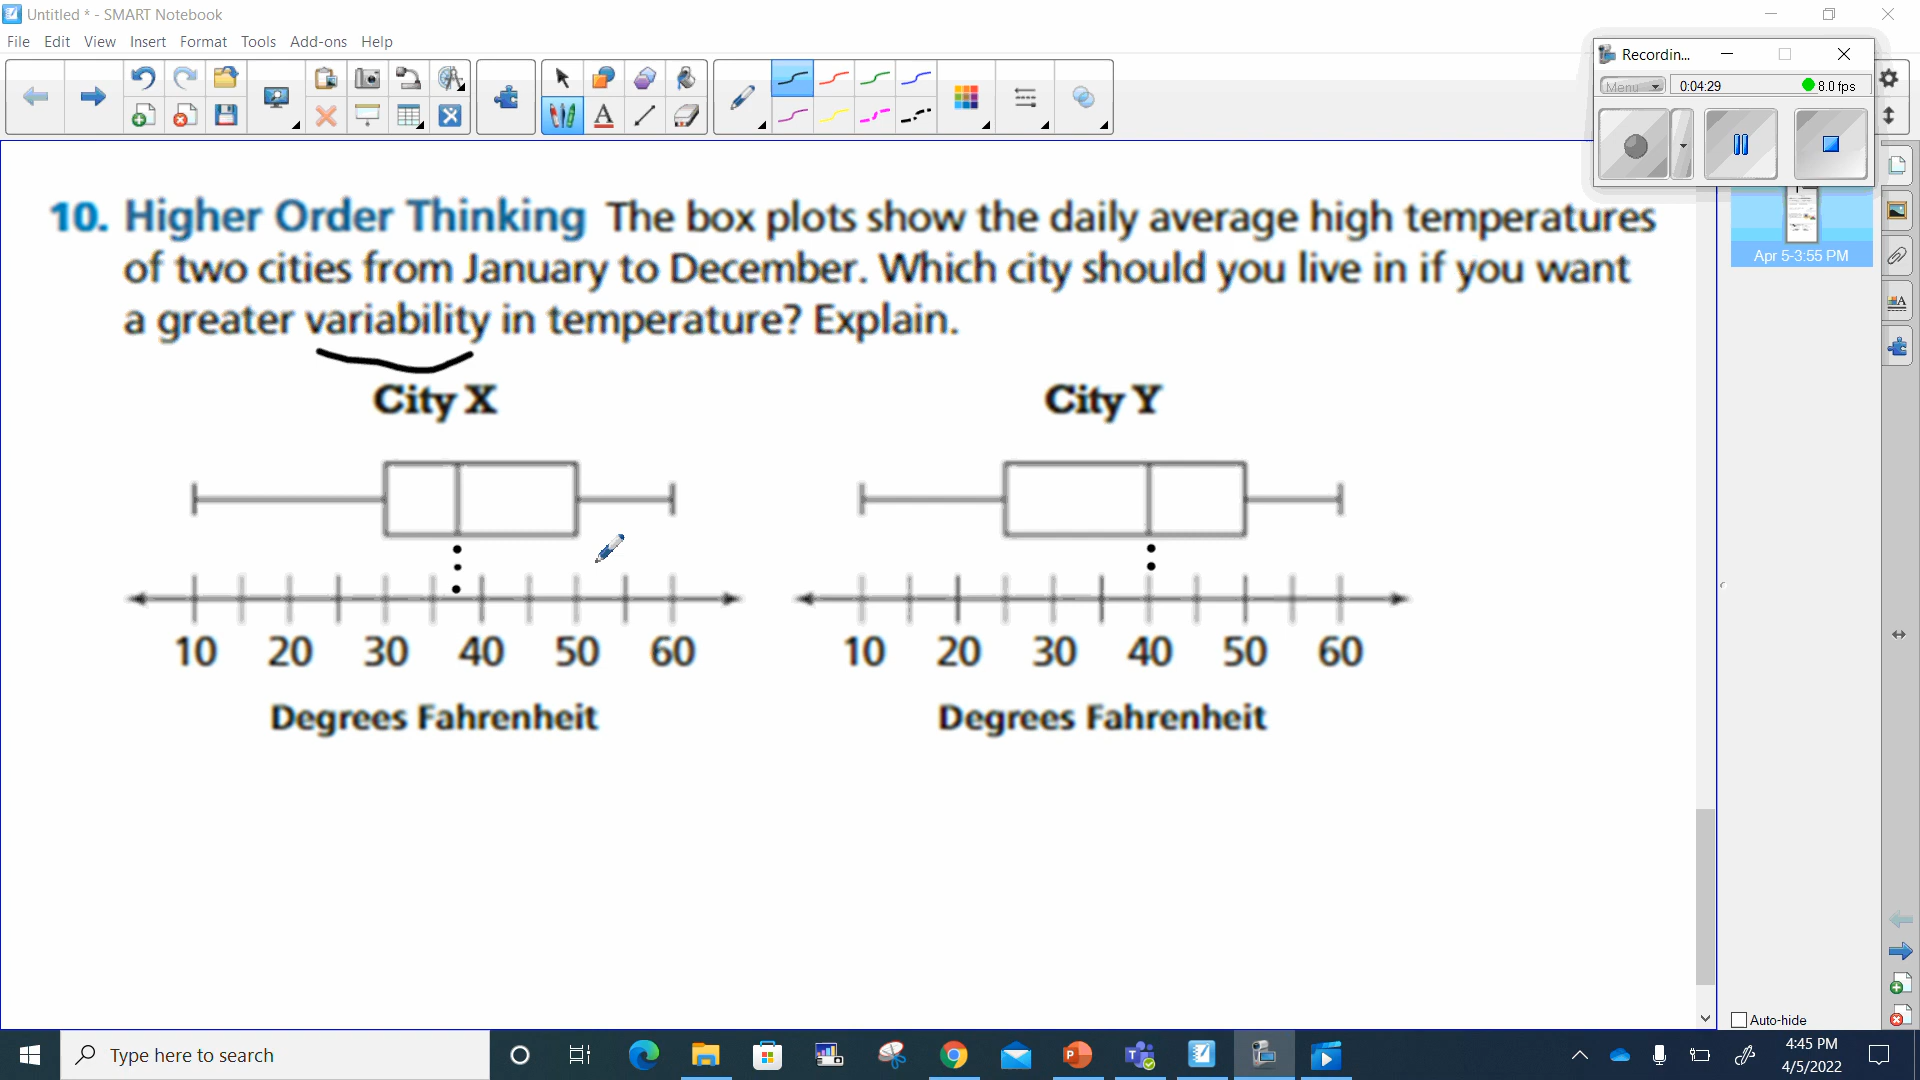 Untitled * - SMART Notebook
File Edit View Insert Format Tools Add-ons Help
Recordin...
Menu 0:04:29 8.0 fps
10. Higher Order Thinking The box plots show the daily average high temperatures
of two cities from January to December. Which city should you live in if you want
a greater variability in temperature? Explain.
Apr 5-3:55 PM
City X
City Y
10 20 30 40 50 60
10 20 30 40 50 60
Degrees Fahrenheit
Degrees Fahrenheit
Auto-hide
Type here to search
4:45 PM
4/5/2022